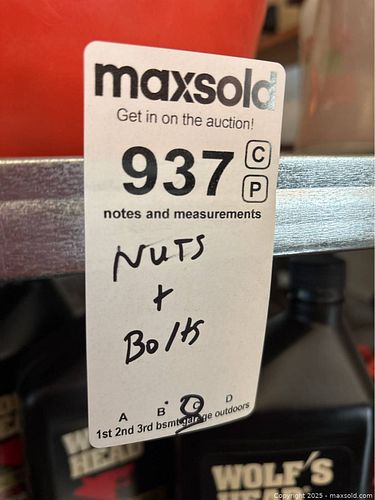 maxsold
Get in on the auction!
937 C
P
notes and measurements
NUTS
+
Bolts
A B C D
1st 2nd 3rd bsmt garage outdoors
WOLF'S
HEAD
Copyright 2025 - maxsold.com